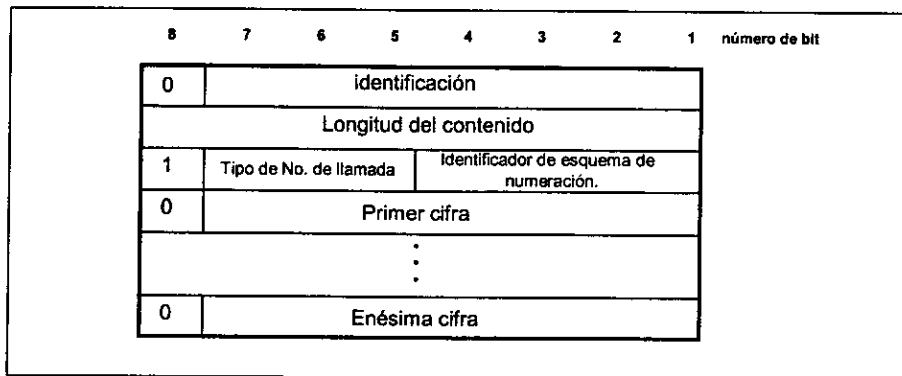 8 7 6 5 4 3 2 1 número de bit
0 identificación
Longitud del contenido
1 Tipo de No. de llamada Identificador de esquema de
numeración.
0 Primer cifra
0 Enésima cifra